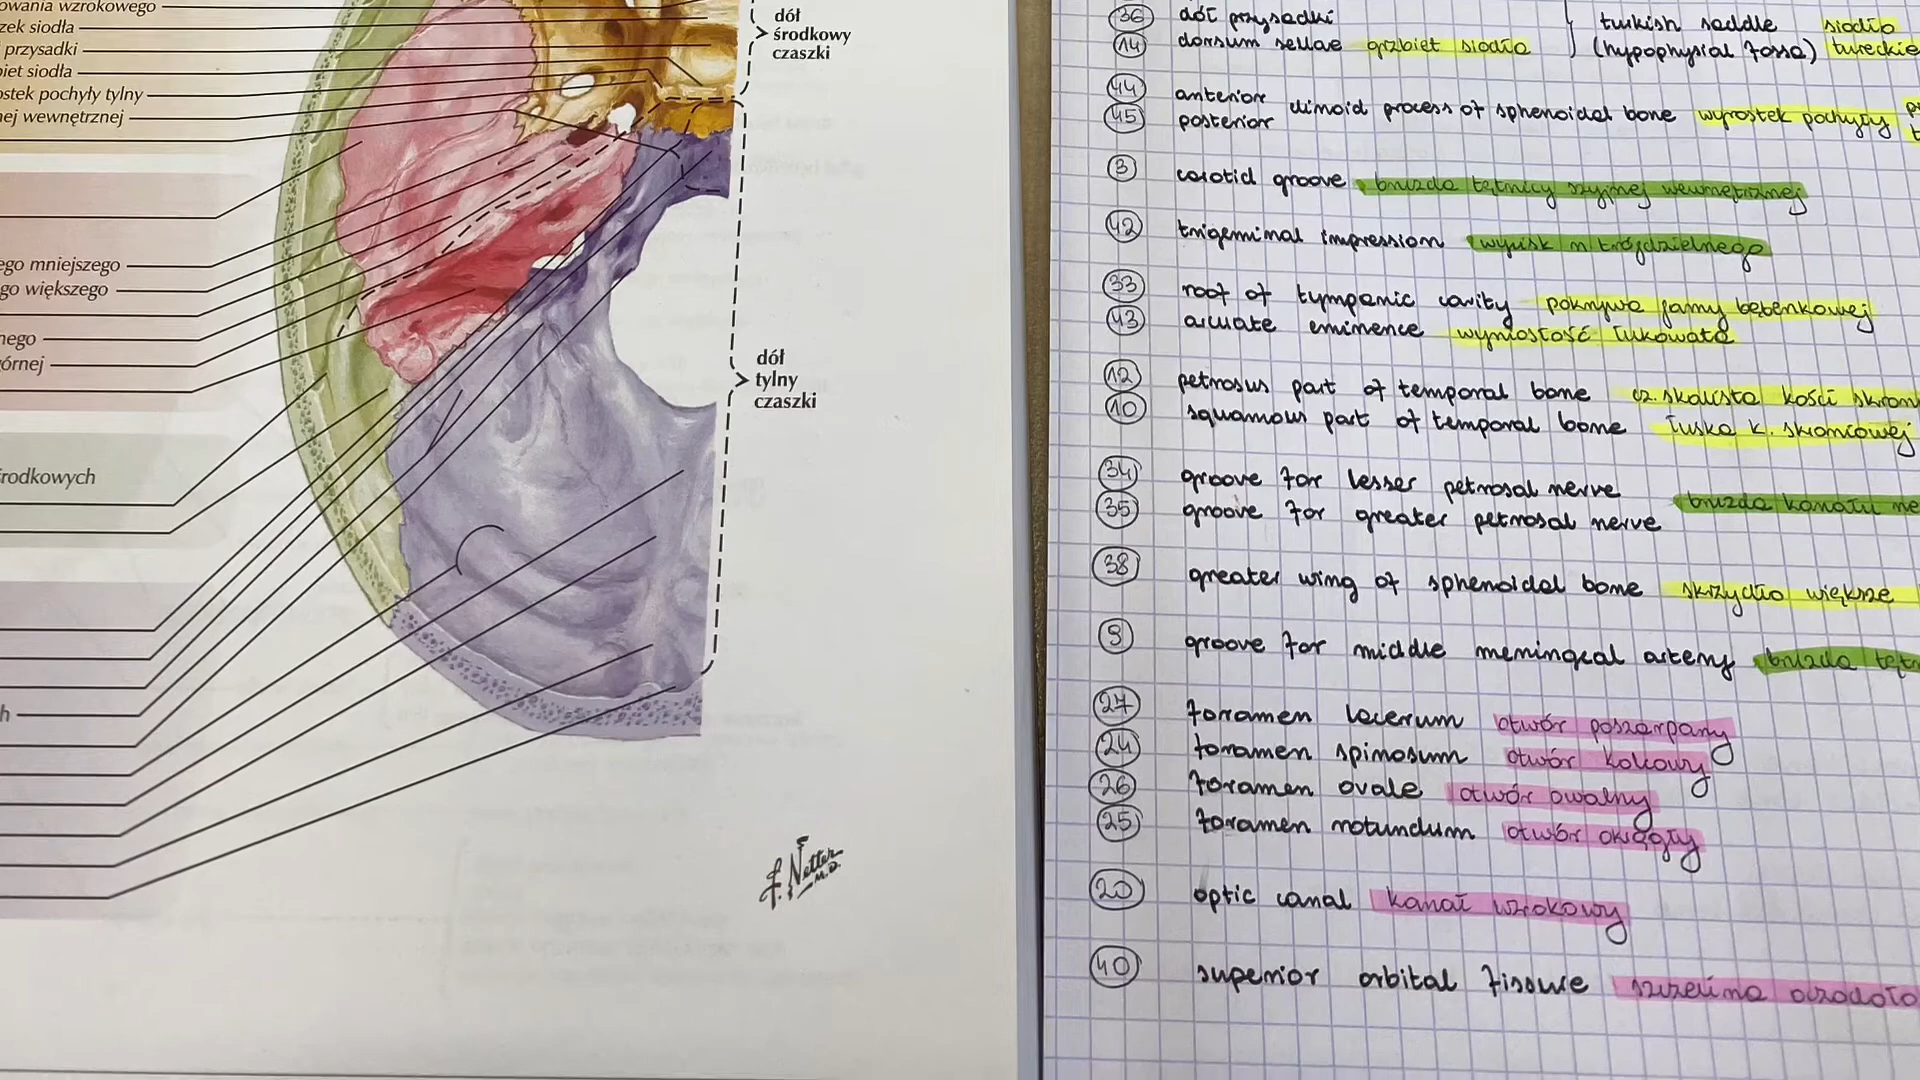 owania wzrokowego
zek siodła
przysadki
iet siodła
ostek pochyły tylny
nej wewnętrznej
ego mniejszego
go większego
nego
órnej
środkowych
h
dół
środkowy
czaszki
dół
tylny
czaszki
F. Netter
M.D.
36 dół przysadki
14 dorsum sellae grzbiet siodła
turkish saddle siodło
(hypophysial fossa) tureckie
44 anterior
45 posterior
clinoid process of sphenoidal bone wyrostek pochyły
3 carotid groove bruzda tętnicy szyjnej wewnętrznej
42 trigeminal impression wycisk n trójdzielnego
33 roof of tympanic cavity pokrywa jamy bębenkowej
43 arcuate eminence wyniosłość łukowata
12 petrosus part of temporal bone cz. skalista kości skron
10 squamous part of temporal bone łuska k. skroniowej
34 groove for lesser petrosal nerve
35 groove for greater petrosal nerve
bruzda kanału ne
38 greater wing of sphenoidal bone skrzydło większe
9 groove for middle meningeal artery bruzda tętn
27 foramen lacerum otwór poszarpany
24 foramen spinosum otwór kolcowy
26 foramen ovale otwór owalny
25 foramen rotundum otwór okrągły
20 optic canal kanał wzrokowy
40 superior orbital fissure szczelina oczodoło